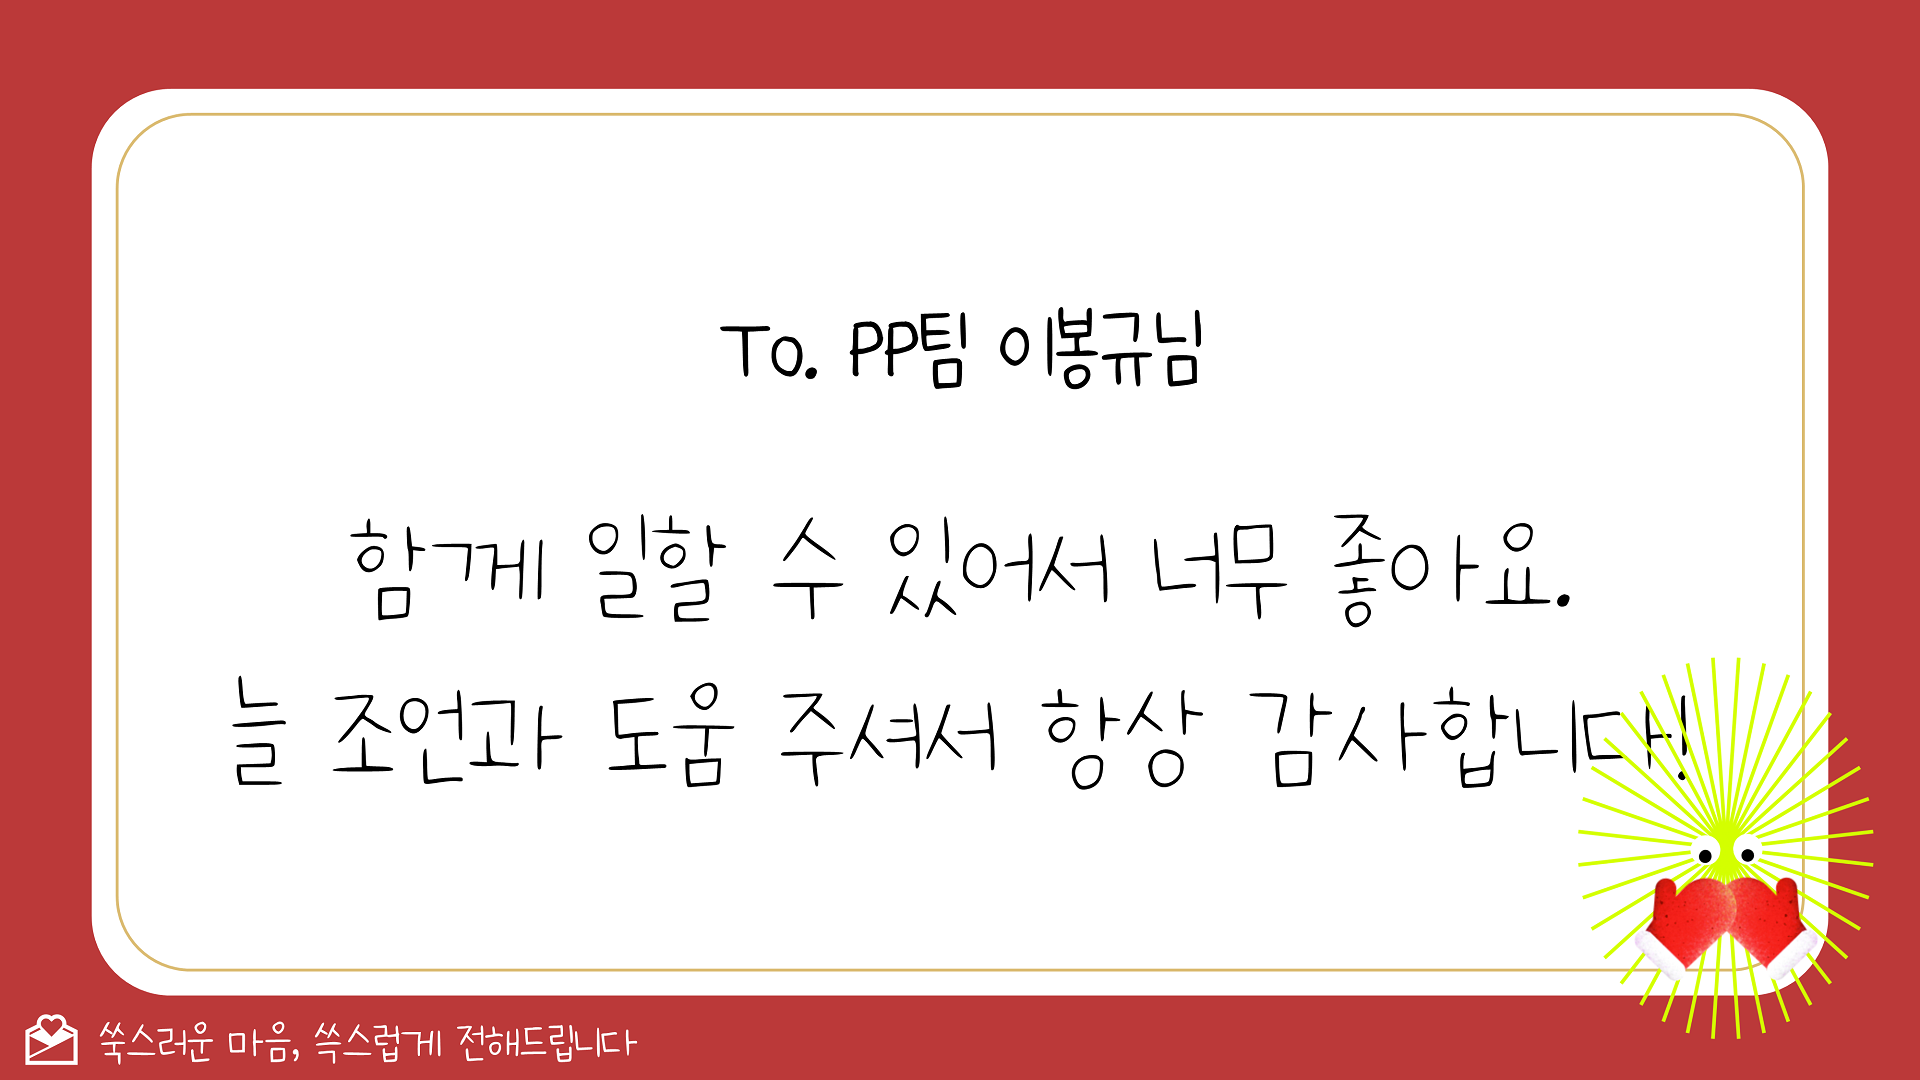 To. PP팀 이봉규님
함께 일할 수 있어서 너무 좋아요.
늘 조언과 도움 주셔서 항상 감사합니다!
쑥스러운 마음, 쓱스럽게 전해드립니다